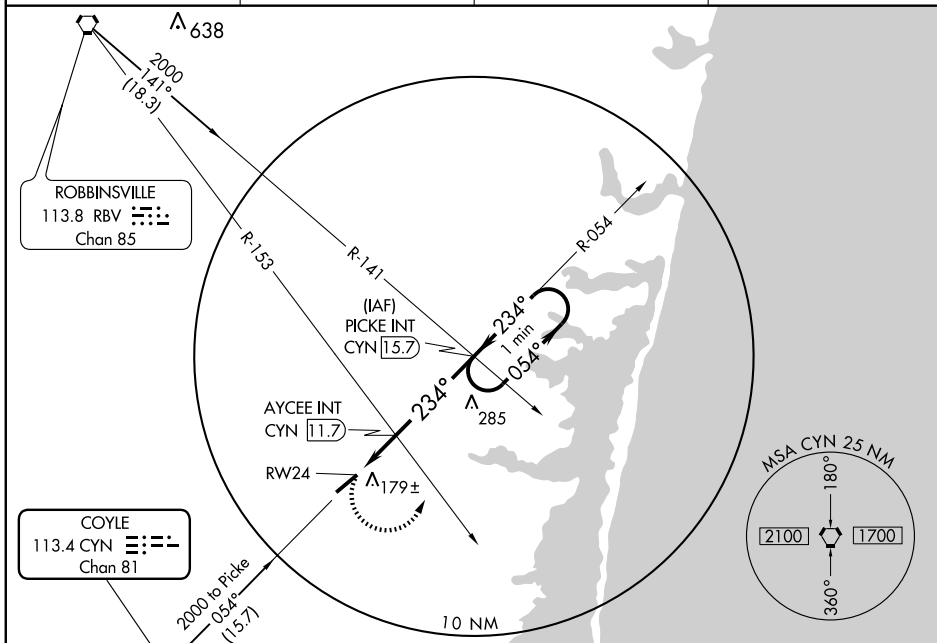 638
2000
141°
(18.3)
ROBBINSVILLE
113.8 RBV
Chan 85
R-153
R-141
R-054
(IAF)
PICKE INT
CYN 15.7
234°
1 min
054°
234°
285
AYCEE INT
CYN 11.7
RW24
179±
COYLE
113.4 CYN
Chan 81
2000 to Picke
054°
(15.7)
10 NM
MSA CYN 25 NM
180°
2100
1700
360°